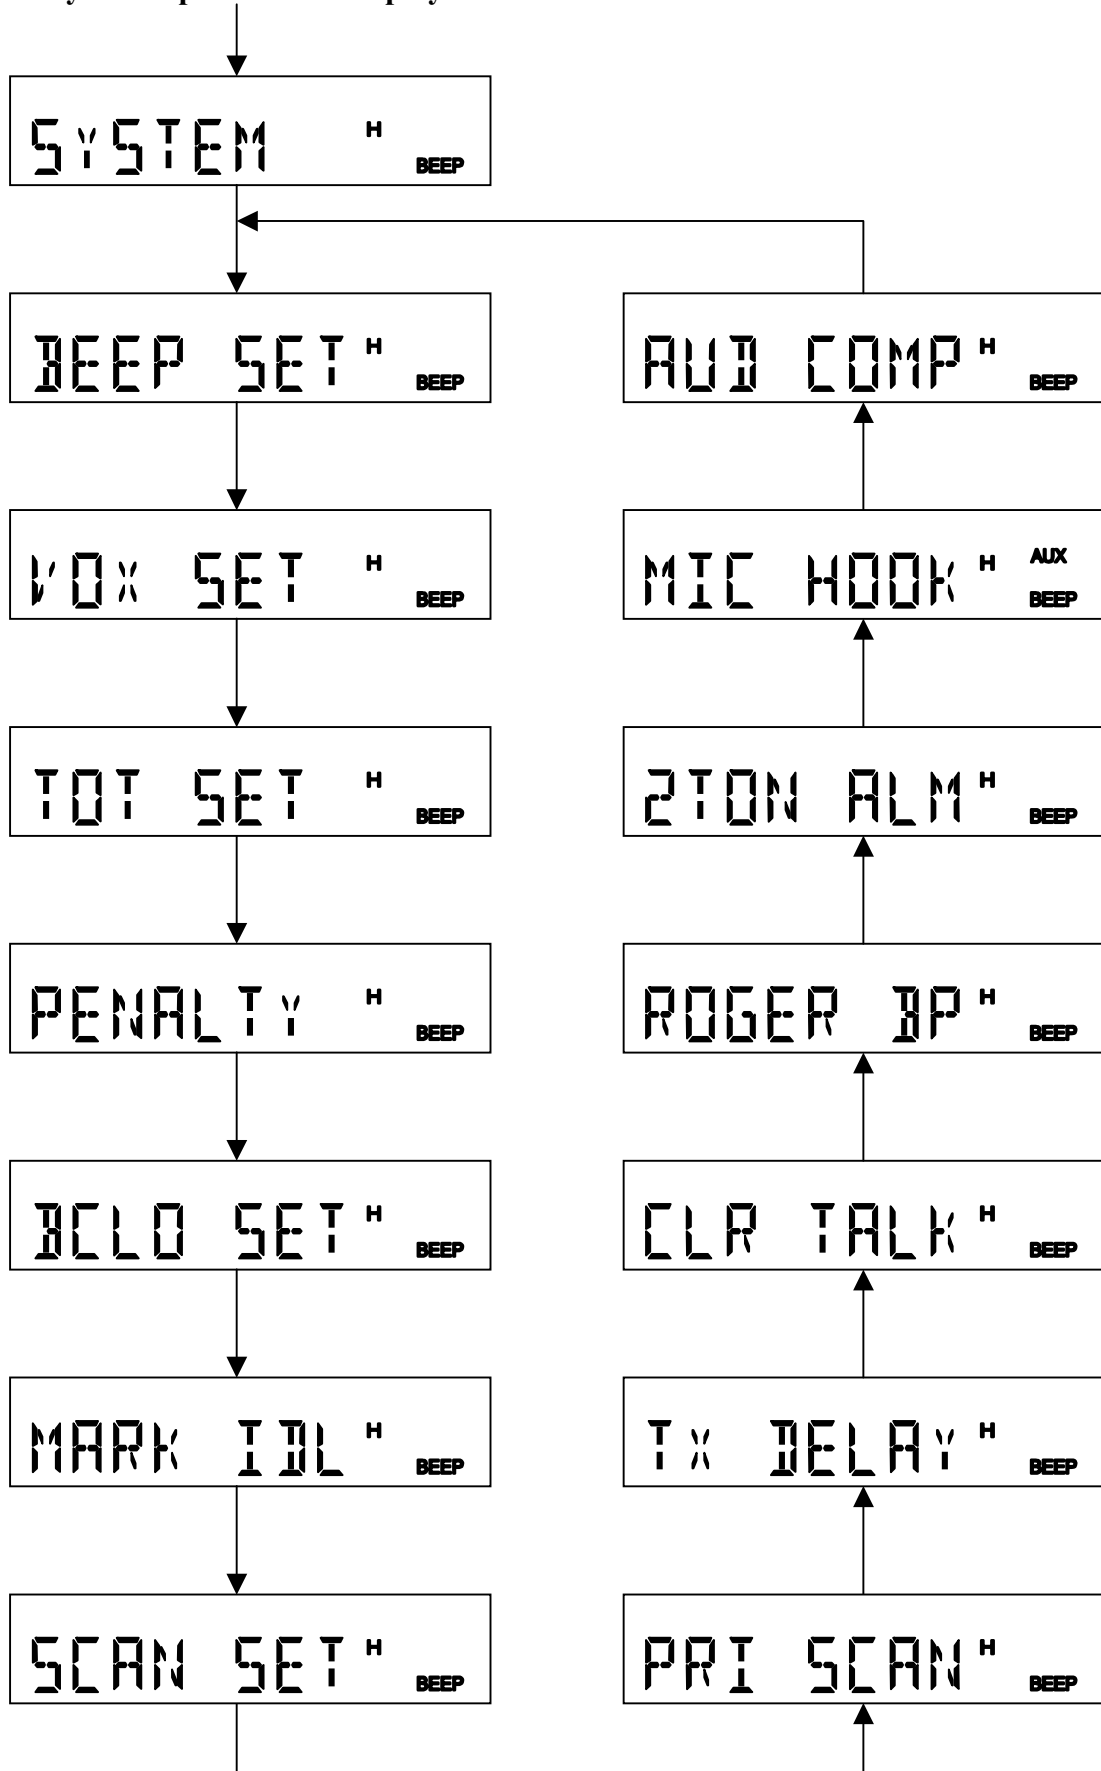 SYSTEM H
BEEP
BEEP SET H
BEEP
VOX SET H
BEEP
TOT SET H
BEEP
PENALTY H
BEEP
BCLO SET H
BEEP
MARK IDL H
BEEP
SCAN SET H
BEEP
AUD COMP H
BEEP
MIC HOOK H AUX
BEEP
2TON ALM H
BEEP
ROGER BP H
BEEP
CLR TALK H
BEEP
TX DELAY H
BEEP
PRI SCAN H
BEEP